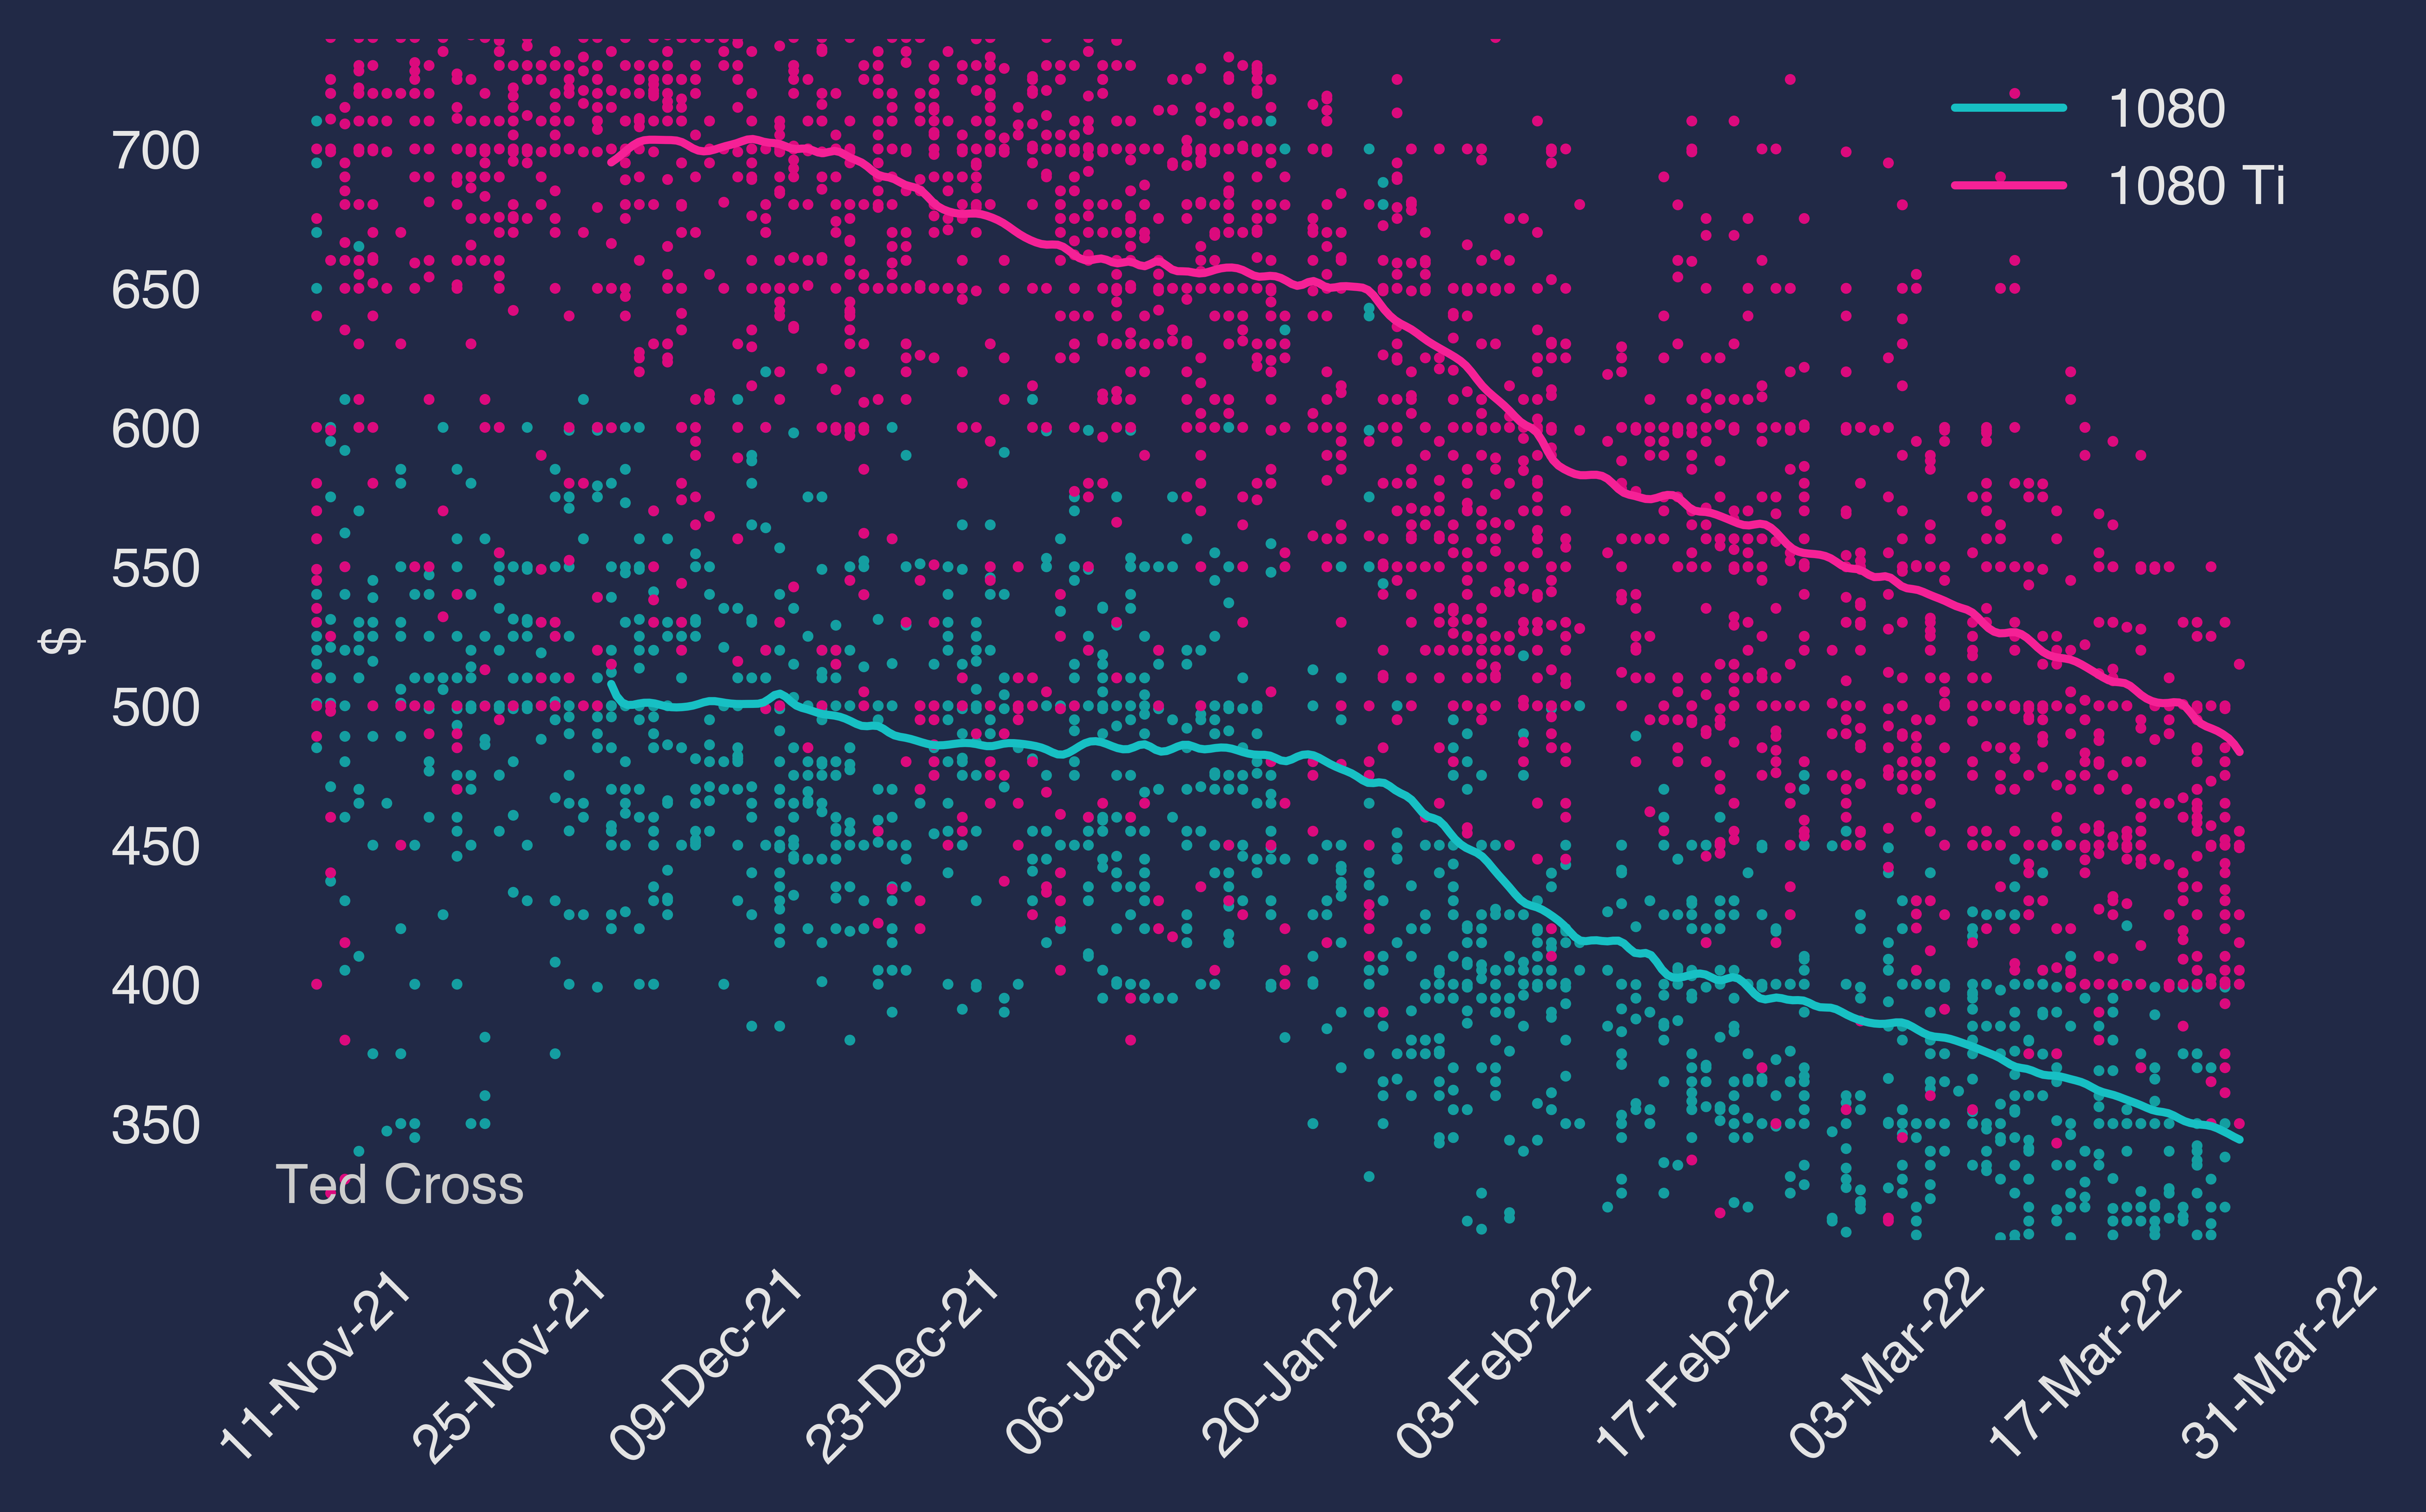 1080
1080 Ti
700
650
600
550
500
450
400
350
$
Ted Cross
11-Nov-21
25-Nov-21
09-Dec-21
23-Dec-21
06-Jan-22
20-Jan-22
03-Feb-22
17-Feb-22
03-Mar-22
17-Mar-22
31-Mar-22